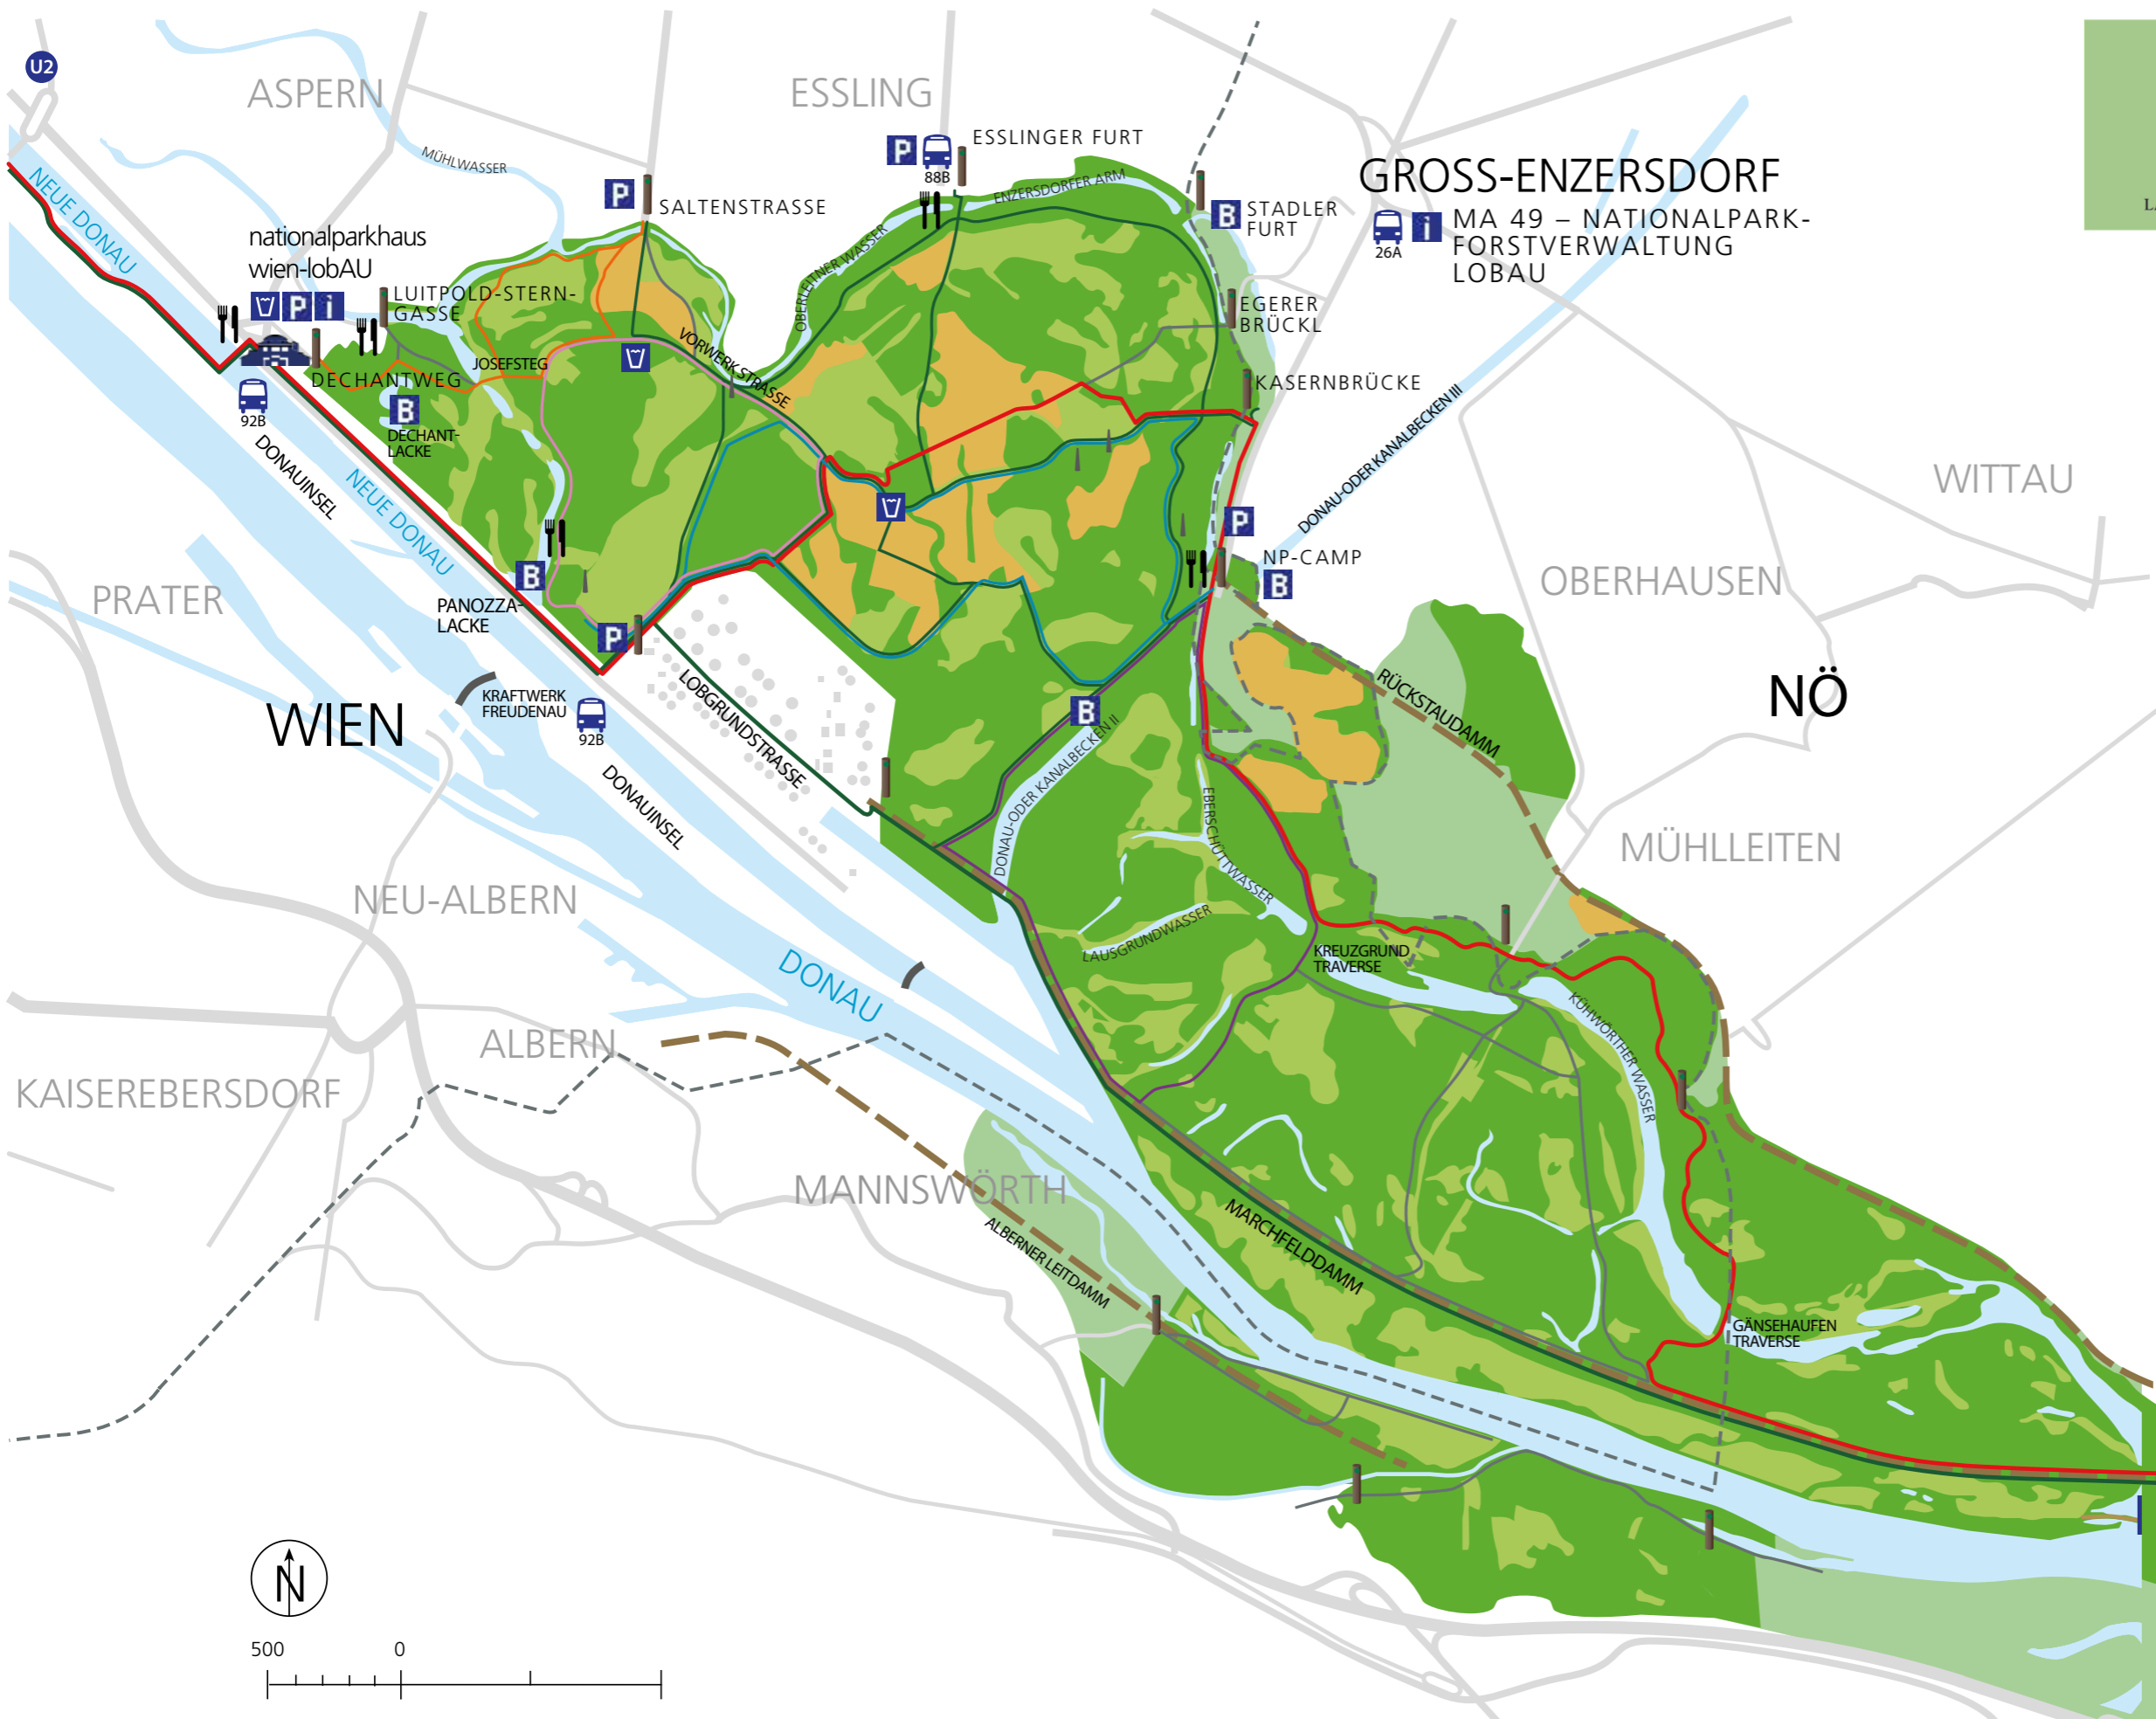 U2
ASPERN
ESSLING
MÜHLWASSER
P
88B
ESSLINGER FURT
ENZERSDORFER ARM
P
SALTENSTRASSE
GROSS-ENZERSDORF
26A
i
MA 49 – NATIONALPARK-
FORSTVERWALTUNG
LOBAU
B
STADLER
FURT
NEUE DONAU
nationalparkhaus
wien-lobAU
P
i
LUITPOLD-STERN-
GASSE
OBERLEITNER WASSER
EGERER
BRÜCKL
VORWERKSTRASSE
JOSEFSTEG
DECHANTWEG
KASERNBRÜCKE
92B
B
DECHANT-
LACKE
DONAUINSEL
NEUE DONAU
DONAU-ODER KANALBECKEN III
WITTAU
P
NP-CAMP
B
OBERHAUSEN
PRATER
B
PANOZZA-
LACKE
P
WIEN
KRAFTWERK
FREUDENAU
92B
LOBGRUNDSTRASSE
DONAUINSEL
B
DONAU-ODER KANALBECKEN II
RÜCKSTAUDAMM
NÖ
EBERSCHÜTTWASSER
MÜHLLEITEN
NEU-ALBERN
LAUSGRUNDWASSER
KREUZGRUND
TRAVERSE
DONAU
KÜHWÖRTHER WASSER
ALBERN
KAISEREBERSDORF
MANNSWÖRTH
ALBERNER LEITDAMM
MARCHFELDDAMM
GÄNSEHAUFEN
TRAVERSE
N
500
0